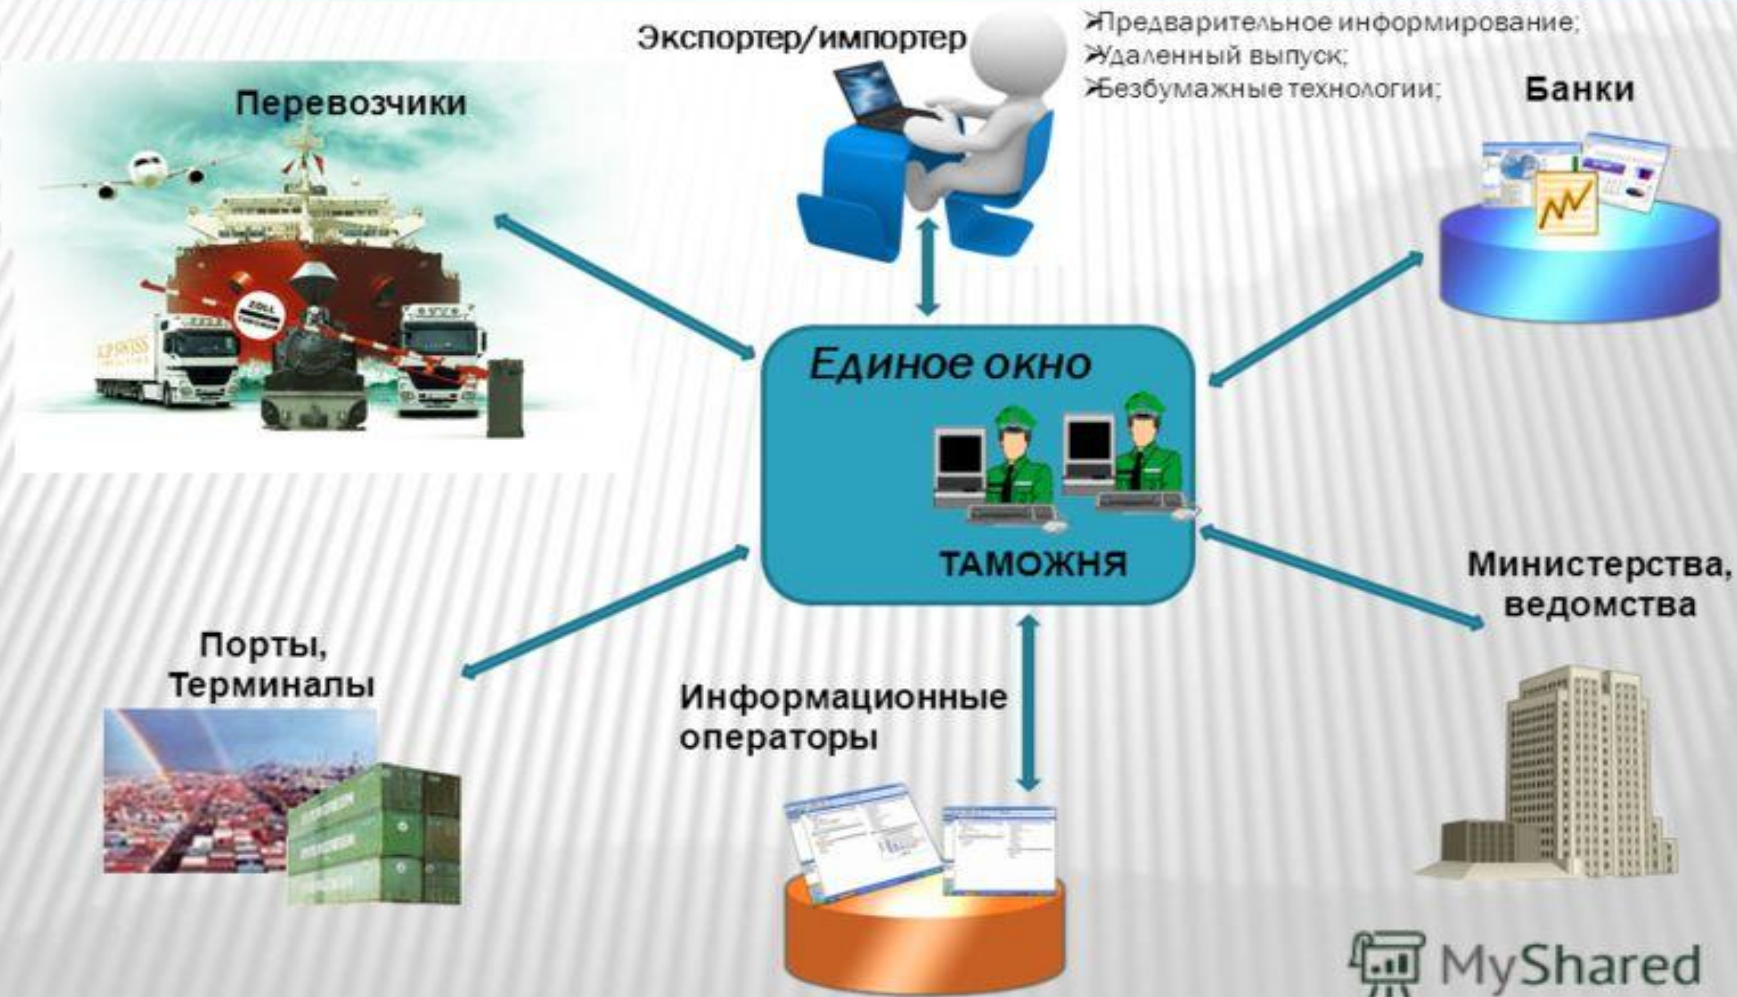 Экспортер/импортер
➢Предварительное информирование;
➢Удаленный выпуск;
➢Безбумажные технологии;
Банки
Перевозчики
ZOLL
Единое окно
ТАМОЖНЯ
Министерства,
ведомства
Порты,
Терминалы
Информационные
операторы
MyShared